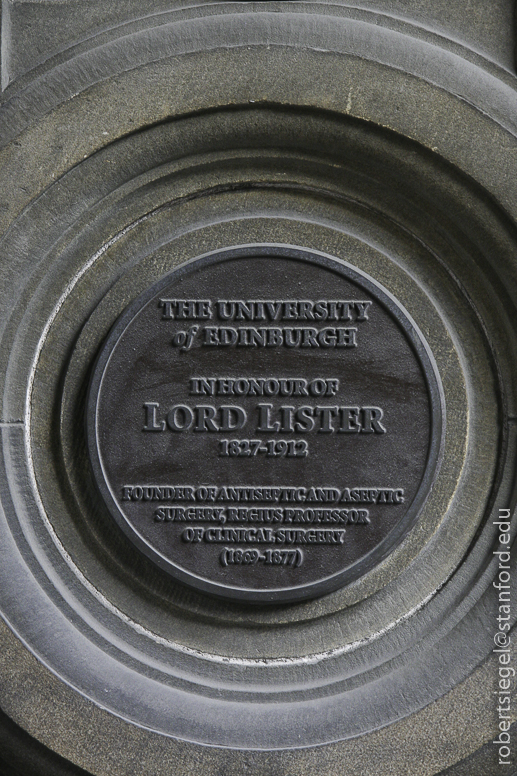 THE UNIVERSITY
of EDINBURGH
IN HONOUR OF
LORD LISTER
1827-1912
FOUNDER OF ANTISEPTIC AND ASEPTIC
SURGERY, REGIUS PROFESSOR
OF CLINICAL SURGERY
(1869-1877)
robertsiegel@stanford.edu